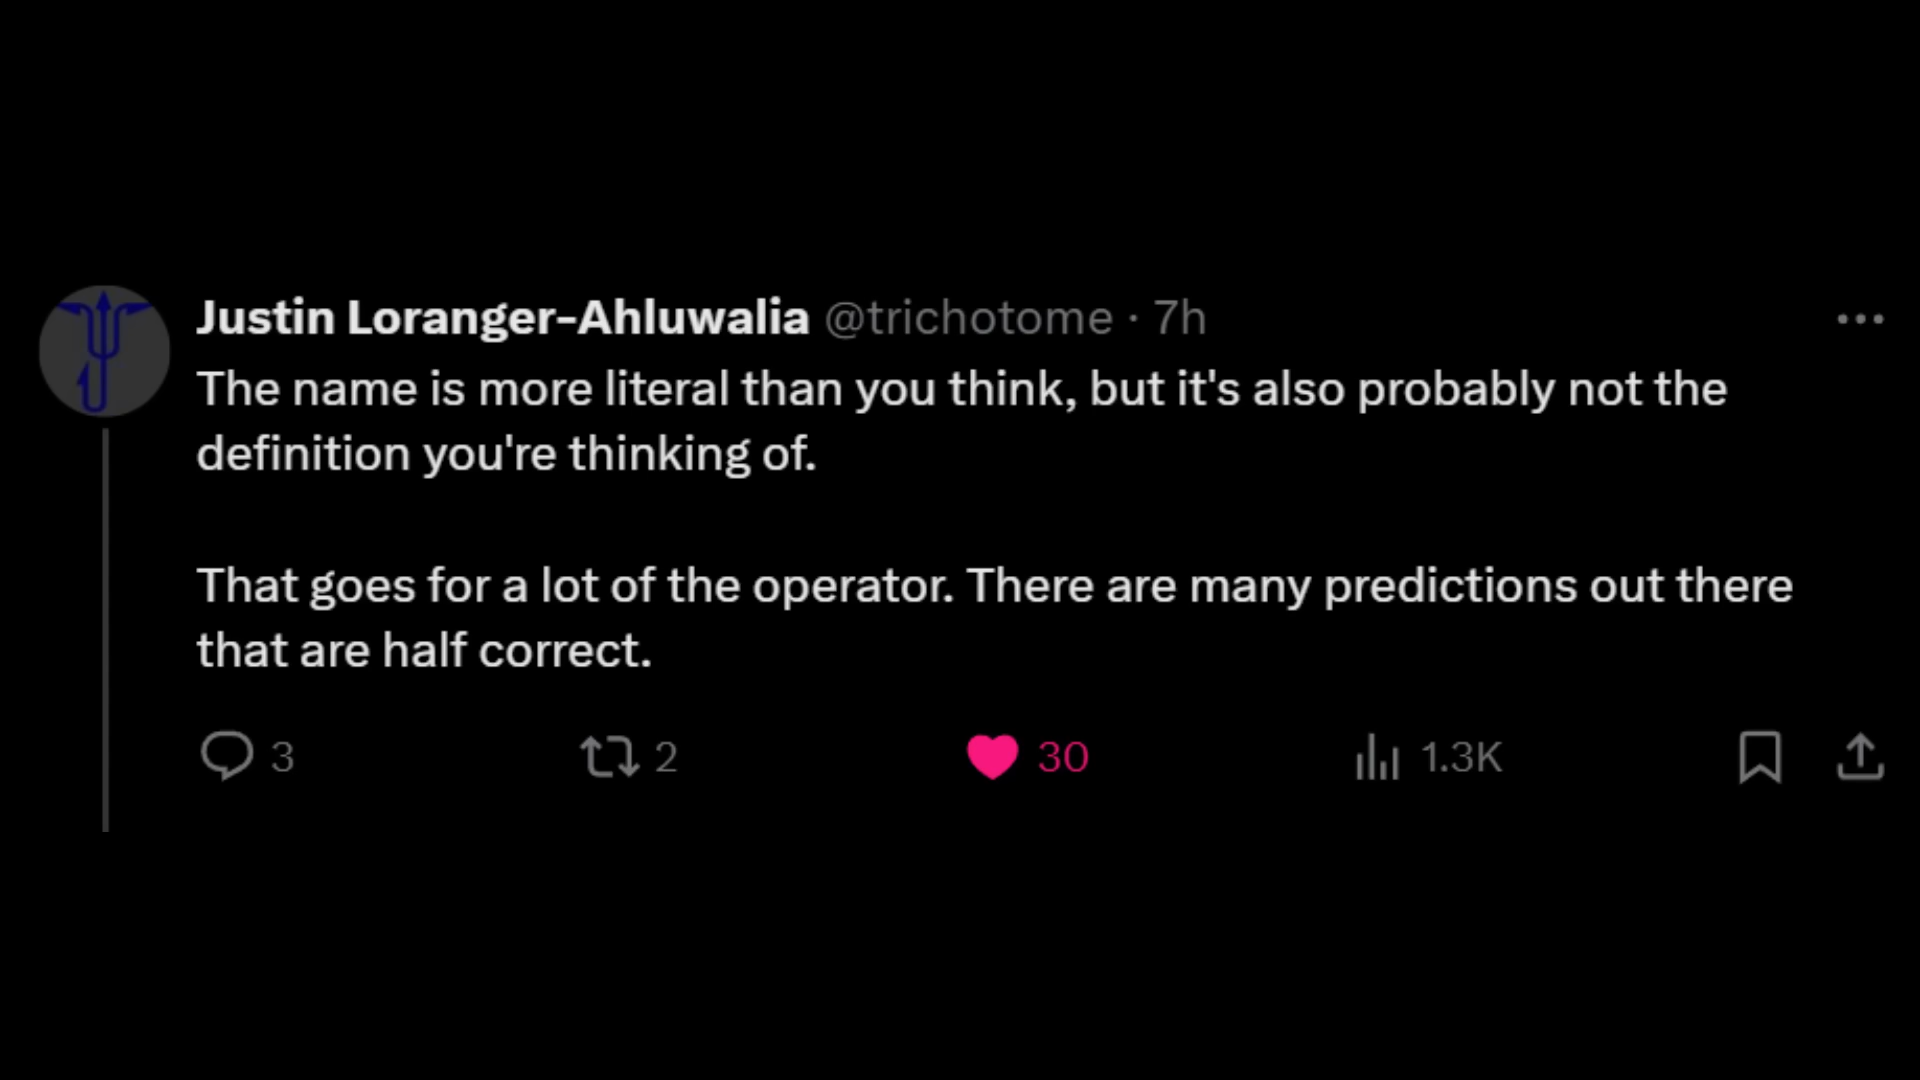 Justin Loranger-Ahluwalia @trichotome · 7h
The name is more literal than you think, but it's also probably not the
definition you're thinking of.
That goes for a lot of the operator. There are many predictions out there
that are half correct.
3 2 30 1.3K